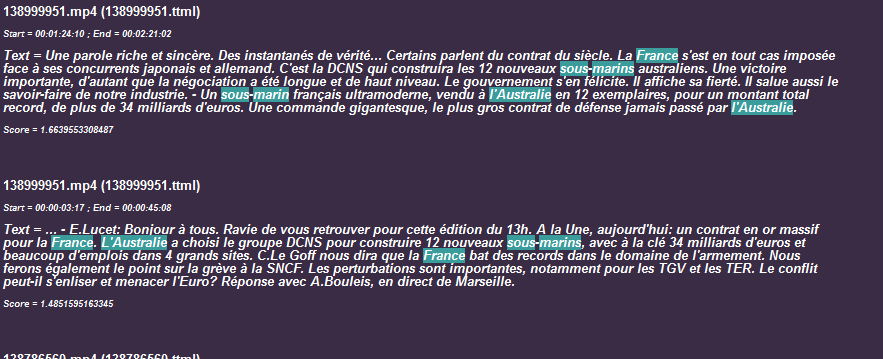 138999951.mp4 (138999951.ttml)
Start = 00:01:24:10 ; End = 00:02:21:02
Text = Une parole riche et sincère. Des instantanés de vérité... Certains parlent du contrat du siècle. La France s'est en tout cas imposée
face à ses concurrents japonais et allemand. C'est la DCNS qui construira les 12 nouveaux sous-marins australiens. Une victoire
importante, d'autant que la négociation a été longue et de haut niveau. Le gouvernement s'en félicite. Il affiche sa fierté. Il salue aussi le
savoir-faire de notre industrie. - Un sous-marin français ultramoderne, vendu à l'Australie en 12 exemplaires, pour un montant total
record, de plus de 34 milliards d'euros. Une commande gigantesque, le plus gros contrat de défense jamais passé par l'Australie.
Score = 1.6639553308487
138999951.mp4 (138999951.ttml)
Start = 00:00:03:17 ; End = 00:00:45:08
Text = ... - E.Lucet: Bonjour à tous. Ravie de vous retrouver pour cette édition du 13h. A la Une, aujourd'hui: un contrat en or massif
pour la France. L'Australie a choisi le groupe DCNS pour construire 12 nouveaux sous-marins, avec à la clé 34 milliards d'euros et
beaucoup d'emplois dans 4 grands sites. C.Le Goff nous dira que la France bat des records dans le domaine de l'armement. Nous
ferons également le point sur la grève à la SNCF. Les perturbations sont importantes, notamment pour les TGV et les TER. Le conflit
peut-il s'enliser et menacer l'Euro? Réponse avec A.Bouleis, en direct de Marseille.
Score = 1.4851595163345
128786560.mp4 (128786560.ttml)